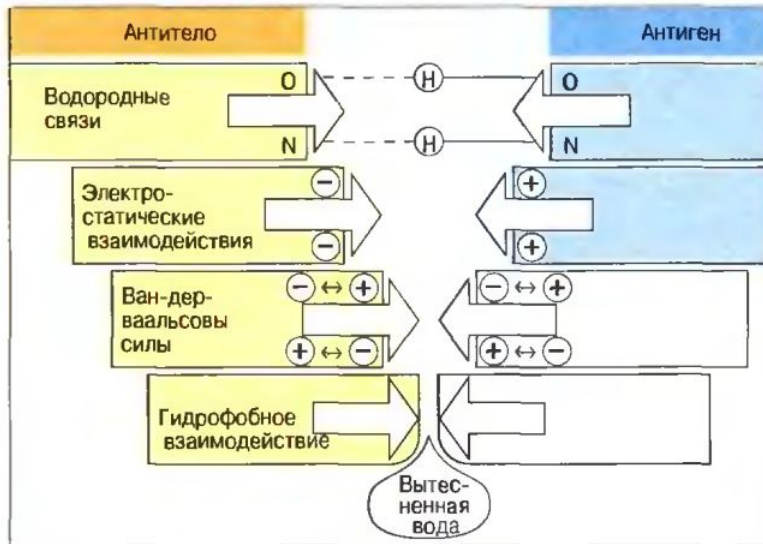 Антитело Антиген
Водородные
связи
O O
H
N N
H
Электро-
статические
взаимодействия
− +
− +
Ван-дер-
ваальсовы
силы
− ↔ + − ↔ +
+ ↔ − + ↔ −
Гидрофобное
взаимодействие
Вытес-
ненная
вода